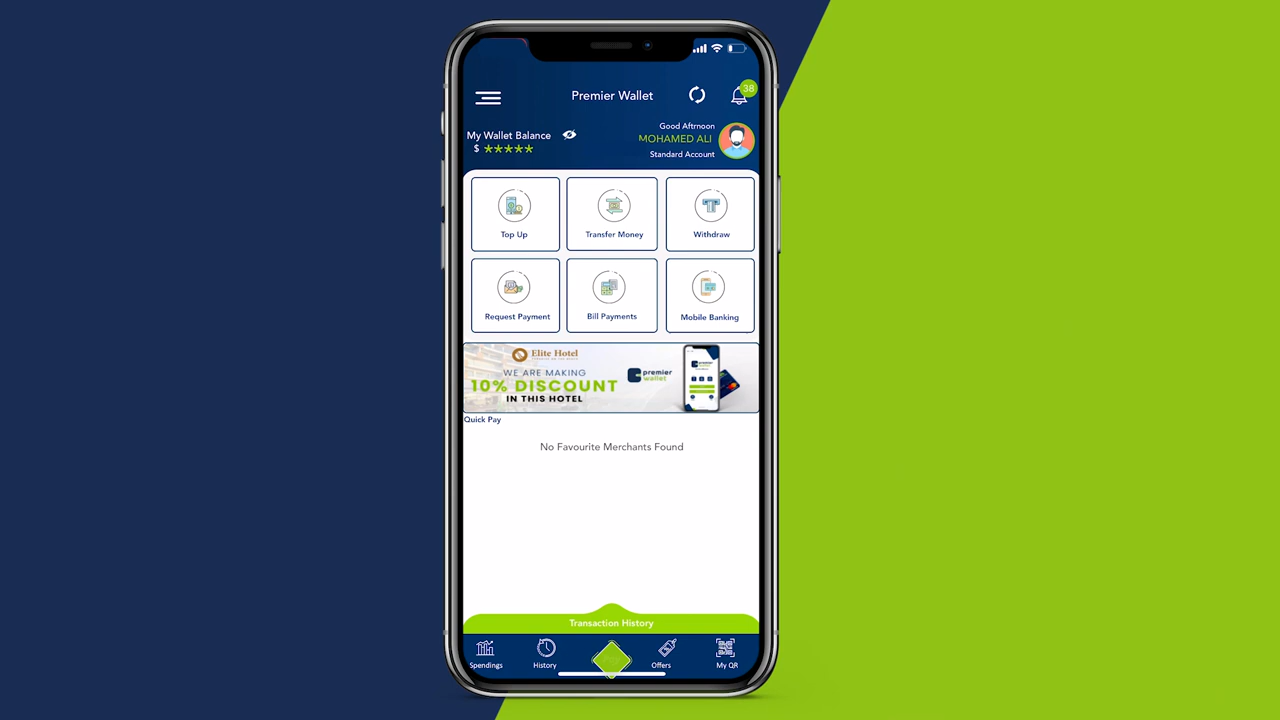 Premier Wallet
38
Good Aftrnoon
My Wallet Balance
MOHAMED ALI
$ *****
Standard Account
Top Up
Transfer Money
Withdraw
Request Payment
Bill Payments
Mobile Banking
Elite Hotel
WE ARE MAKING
10% DISCOUNT
IN THIS HOTEL
premier
wallet
Quick Pay
No Favourite Merchants Found
Transaction History
Spendings
History
Offers
My QR